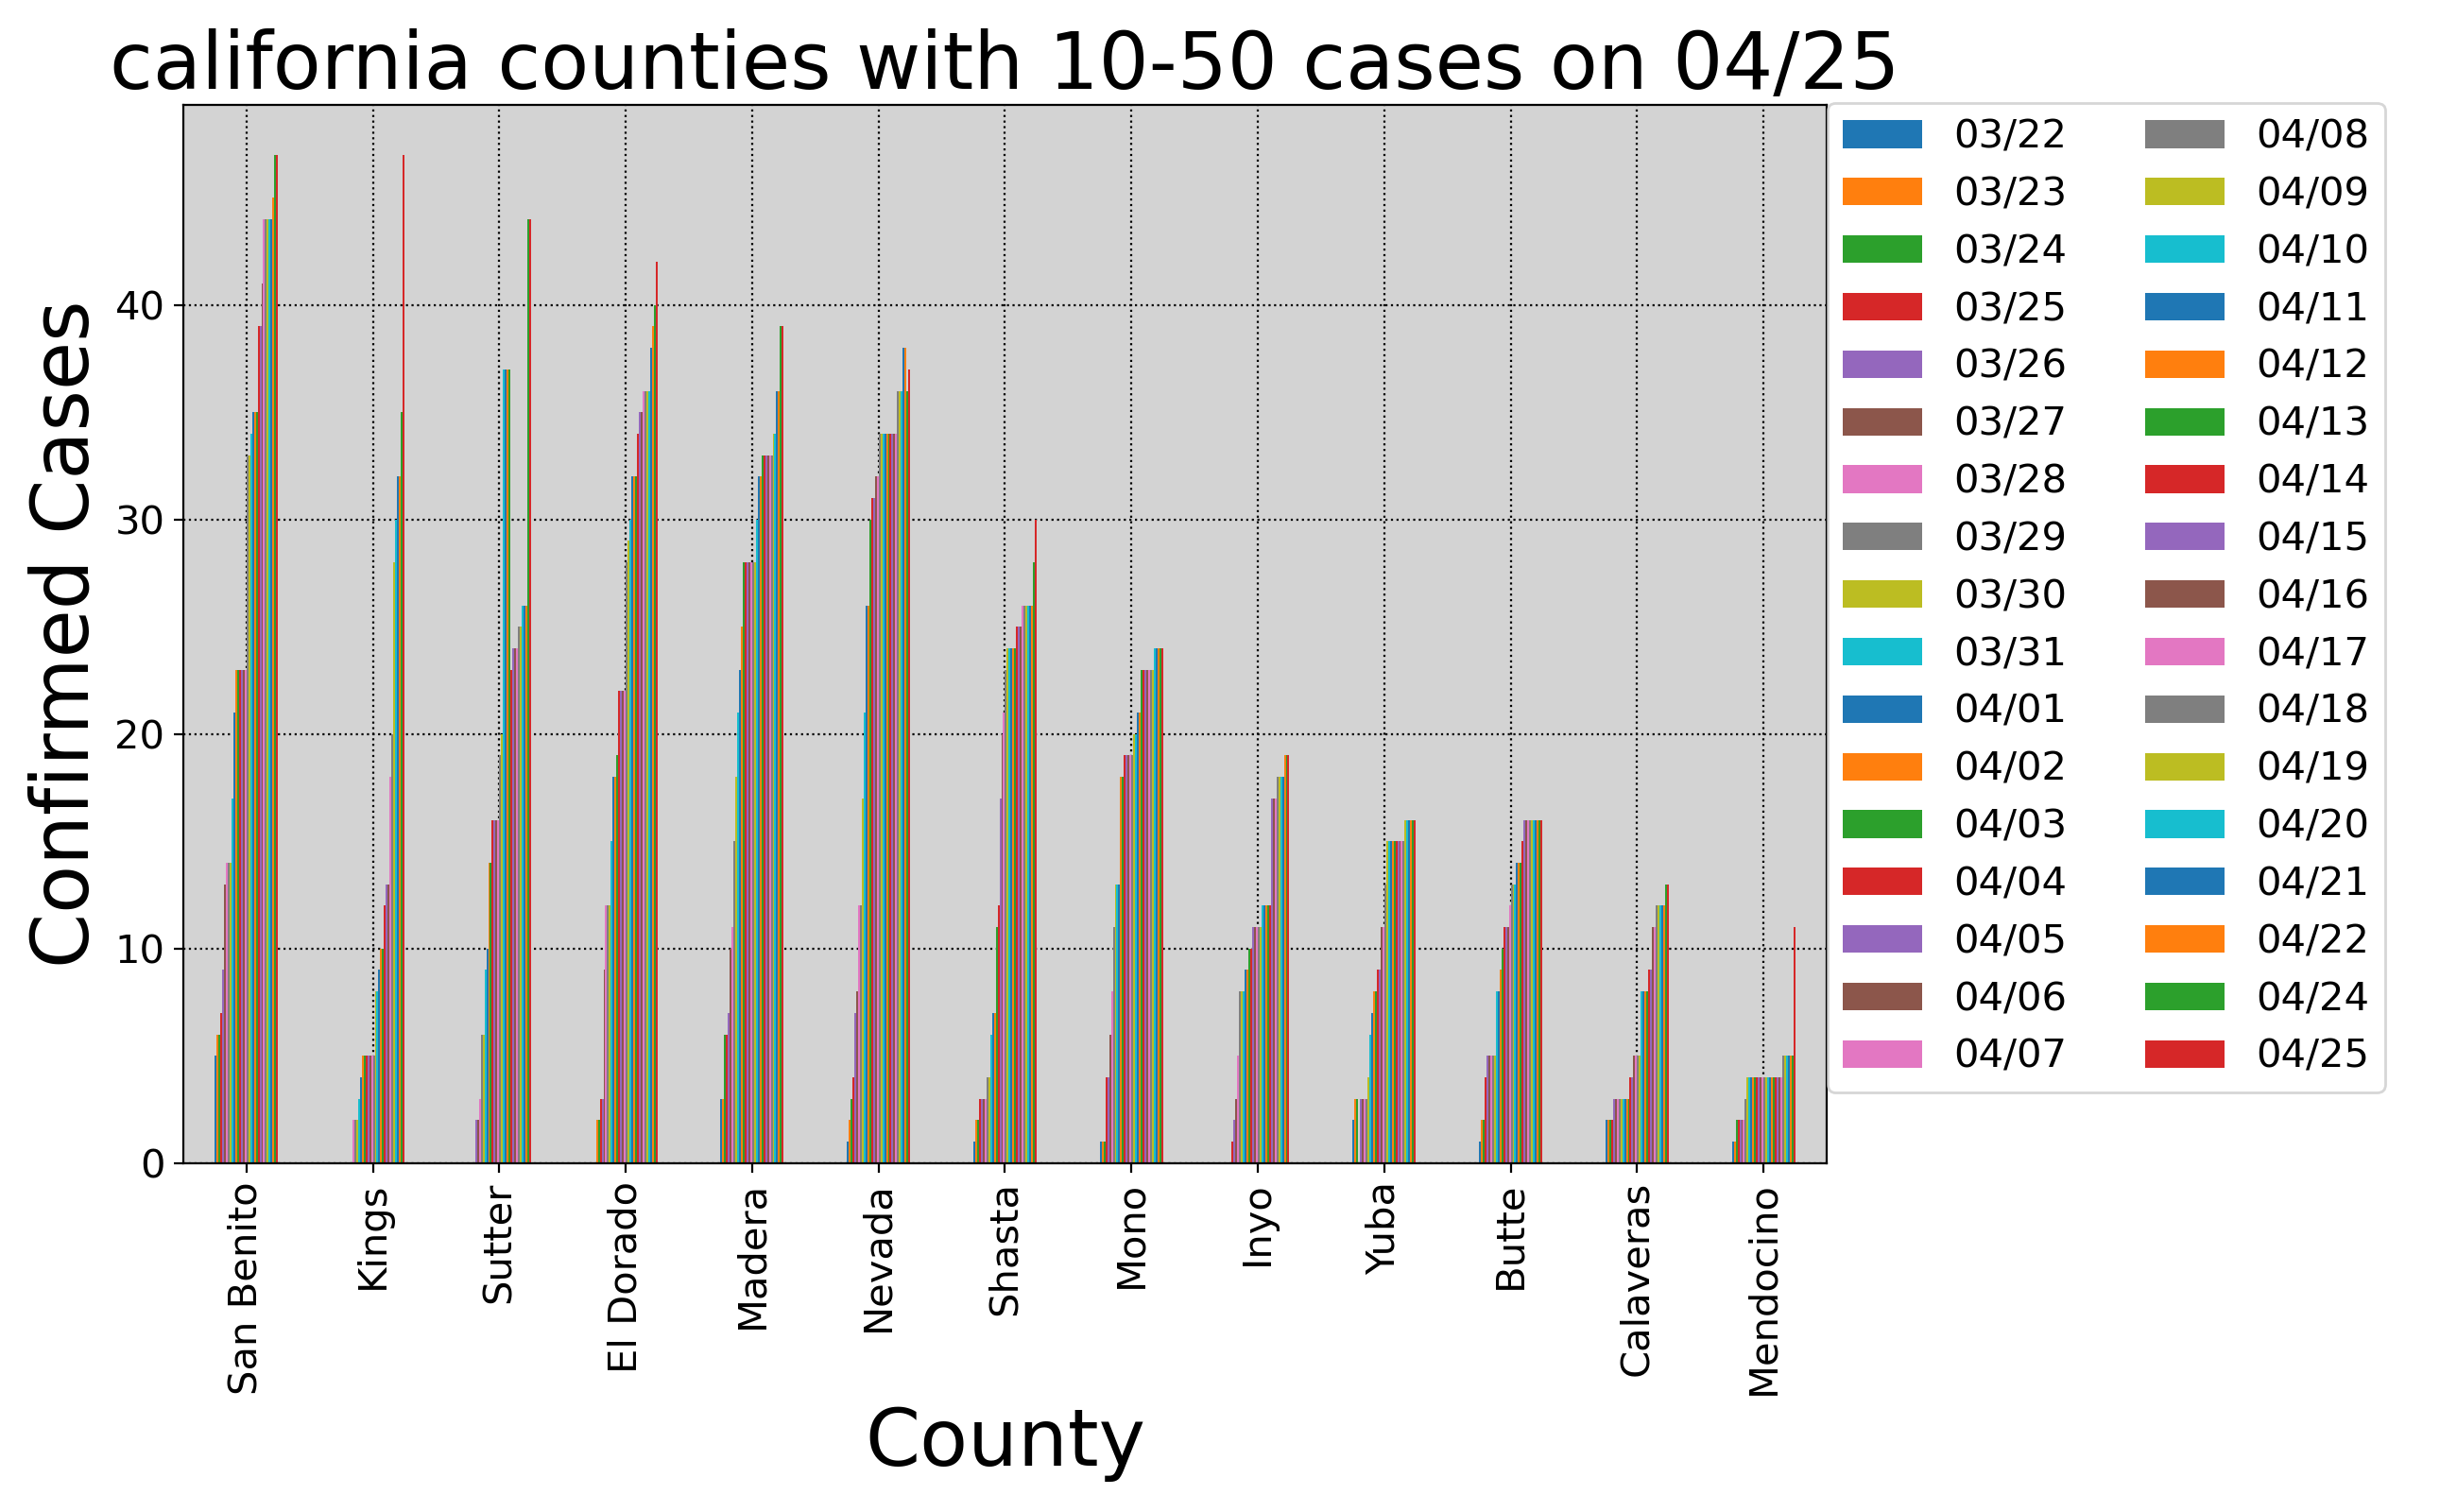 california counties with 10-50 cases on 04/25
Confirmed Cases
40
30
20
10
0
San Benito
Kings
Sutter
El Dorado
Madera
Nevada
Shasta
Mono
Inyo
Yuba
Butte
Calaveras
Mendocino
County
03/22
03/23
03/24
03/25
03/26
03/27
03/28
03/29
03/30
03/31
04/01
04/02
04/03
04/04
04/05
04/06
04/07
04/08
04/09
04/10
04/11
04/12
04/13
04/14
04/15
04/16
04/17
04/18
04/19
04/20
04/21
04/22
04/24
04/25